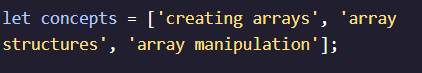 let concepts = ['creating arrays', 'array
structures', 'array manipulation'];